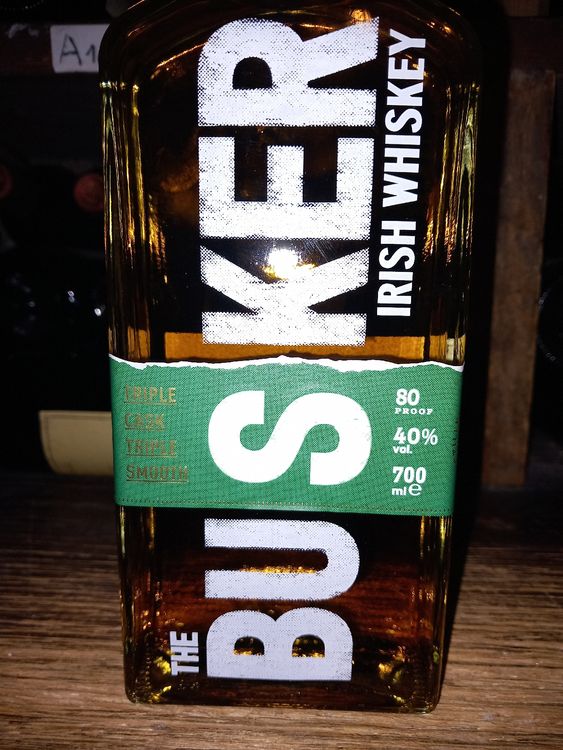 A1
THE
BUSKER
IRISH WHISKEY
TRIPLE
CASK
TRIPLE
SMOOTH
80
PROOF
40%
vol.
700
ml e